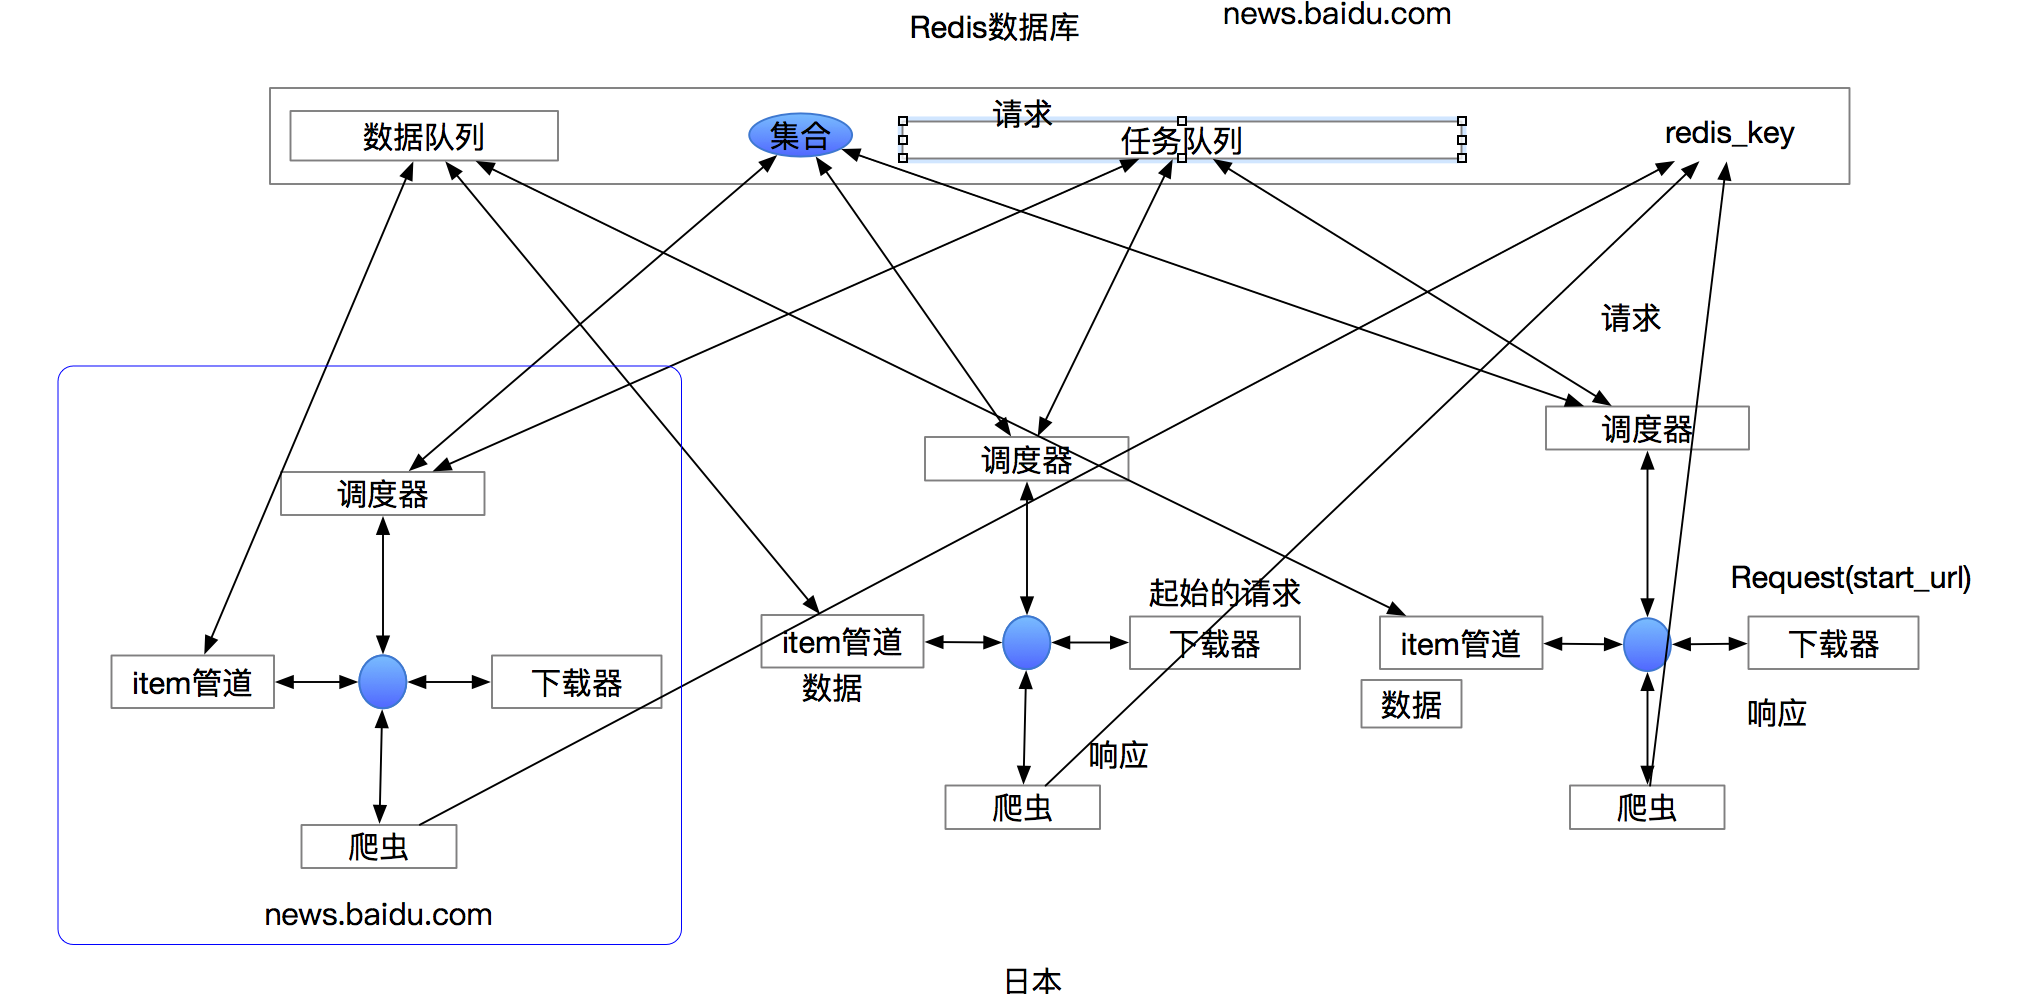 news.baidu.com
Redis数据库
请求
数据队列
集合
任务队列
redis_key
请求
调度器
调度器
调度器
Request(start_url)
起始的请求
item管道
下载器
item管道
下载器
item管道
下载器
数据
数据
响应
响应
爬虫
爬虫
爬虫
news.baidu.com
日本